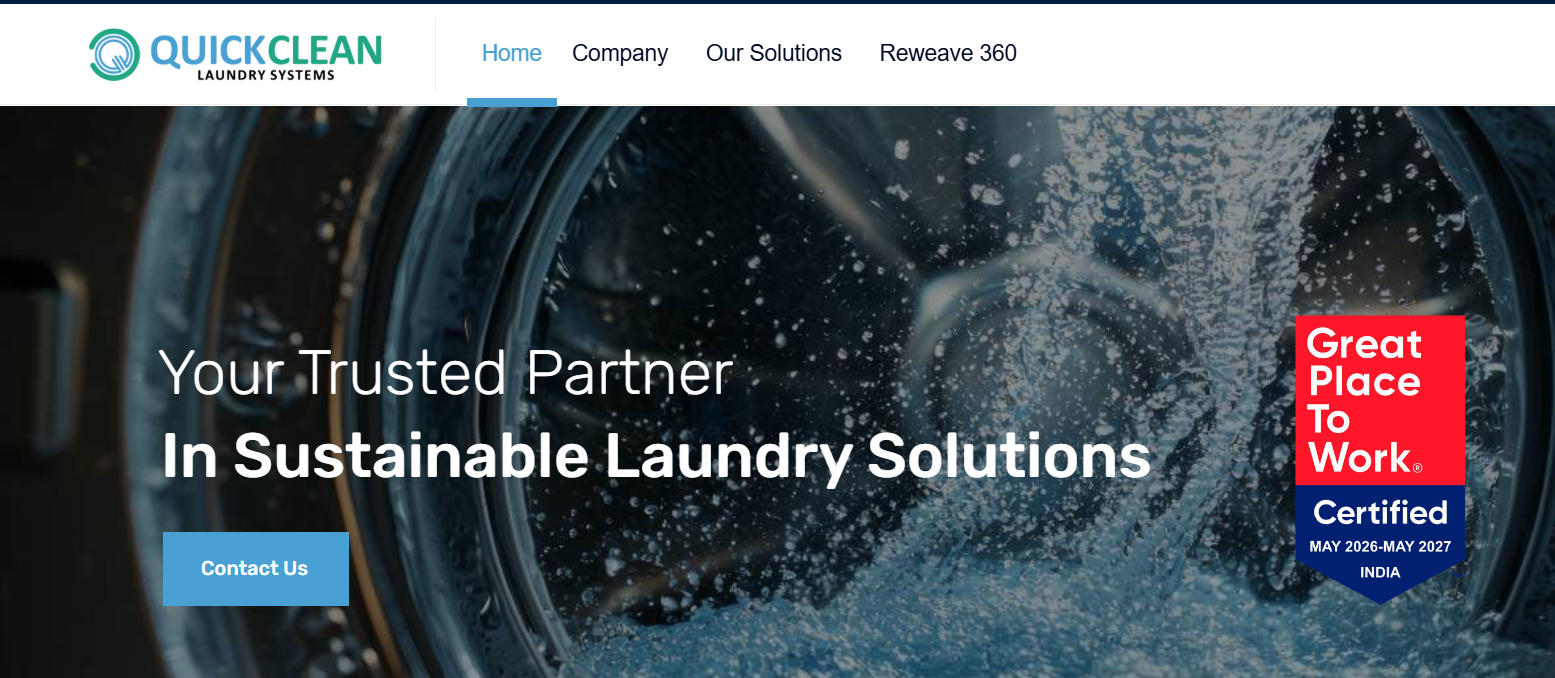 QUICKCLEAN
LAUNDRY SYSTEMS
Home Company Our Solutions Reweave 360
Your Trusted Partner
In Sustainable Laundry Solutions
Contact Us
Great
Place
To
Work®
Certified
MAY 2026-MAY 2027
INDIA